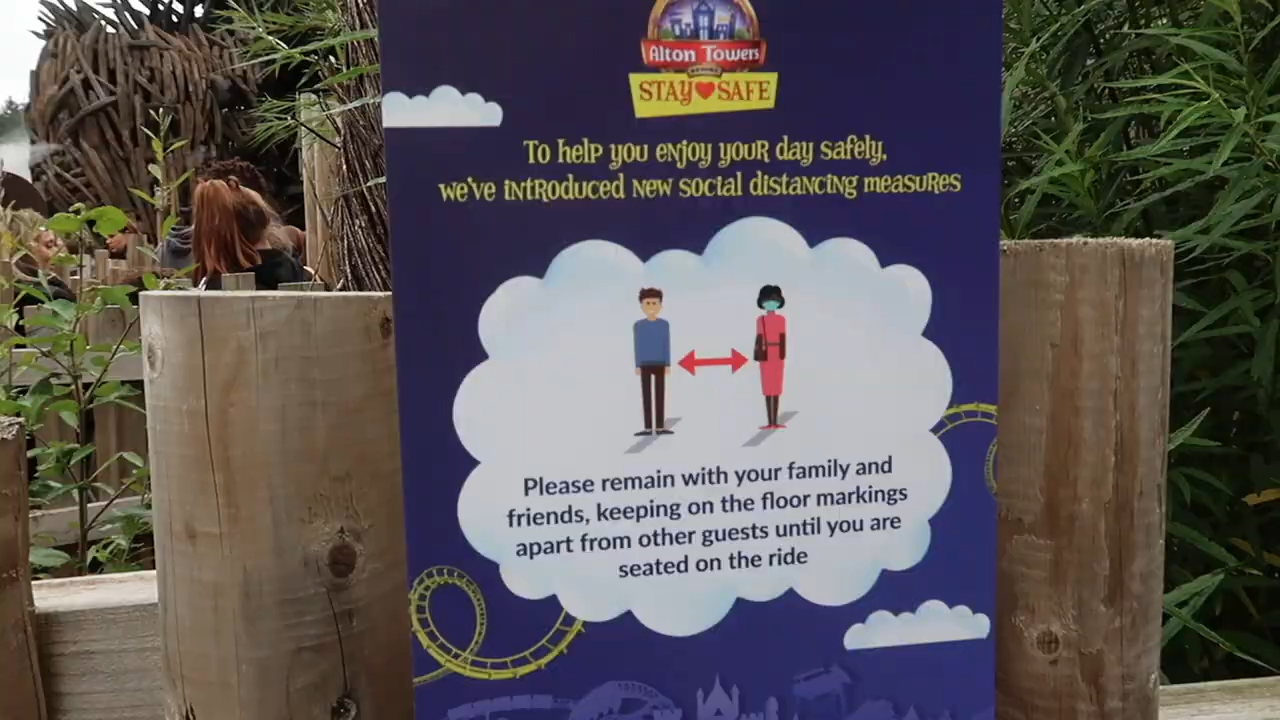 Alton Towers
RESORT
STAY SAFE
To help you enjoy your day safely,
we've introduced new social distancing measures
Please remain with your family and
friends, keeping on the floor markings
apart from other guests until you are
seated on the ride